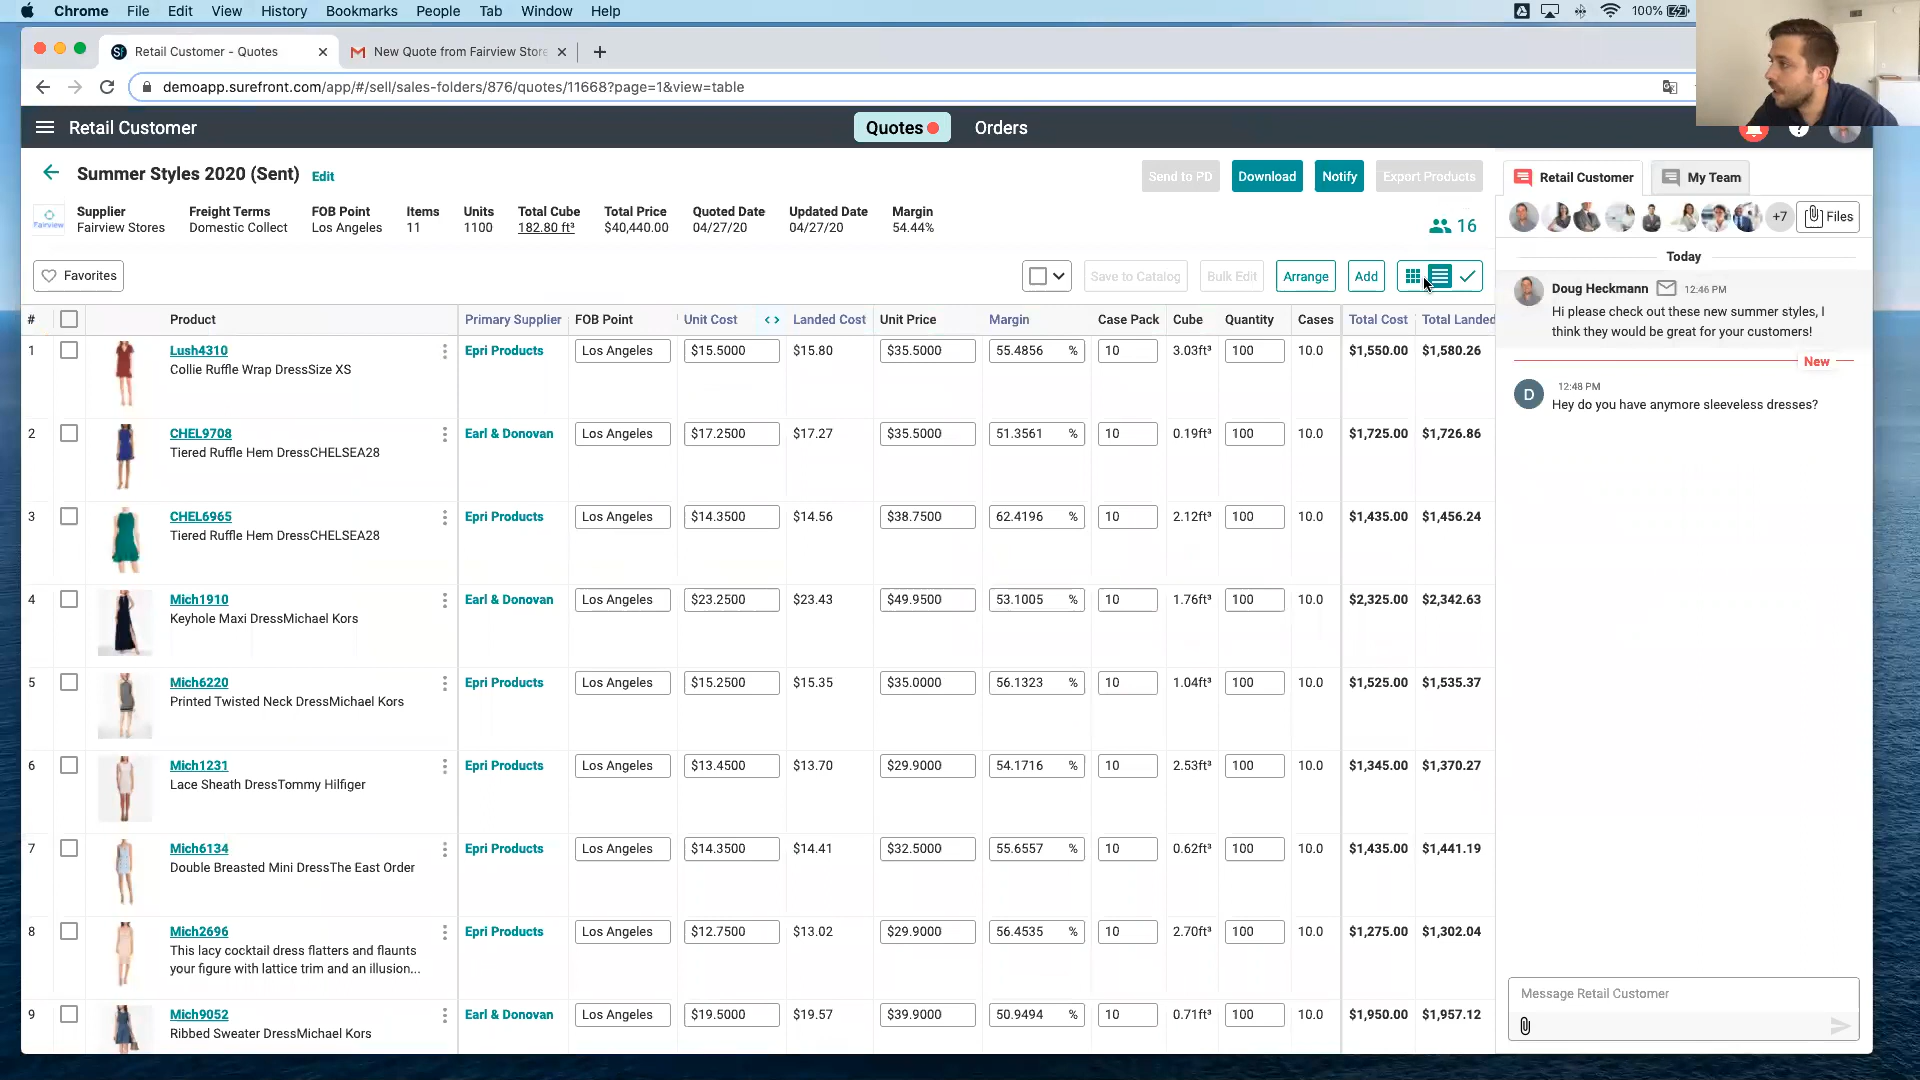 Chrome File Edit View History Bookmarks People Tab Window Help 100%
Retail Customer - Quotes New Quote from Fairview Store
demoapp.surefront.com/app/#/sell/sales-folders/876/quotes/11668?page=1&view=table
Retail Customer Quotes Orders
Summer Styles 2020 (Sent) Edit Send to PD Download Notify Export Products
Supplier Freight Terms FOB Point Items Units Total Cube Total Price Quoted Date Updated Date Margin
Fairview Stores Domestic Collect Los Angeles 11 1100 182.80 ft³ $40,440.00 04/27/20 04/27/20 54.44%
16
Favorites Save to Catalog Bulk Edit Arrange Add
# Product Primary Supplier FOB Point Unit Cost <> Landed Cost Unit Price Margin Case Pack Cube Quantity Cases Total Cost Total Landed
1 Lush4310 Epri Products Los Angeles $15.5000 $15.80 $35.5000 55.4856 % 10 3.03ft³ 100 10.0 $1,550.00 $1,580.26
Collie Ruffle Wrap DressSize XS
2 CHEL9708 Earl & Donovan Los Angeles $17.2500 $17.27 $35.5000 51.3561 % 10 0.19ft³ 100 10.0 $1,725.00 $1,726.86
Tiered Ruffle Hem DressCHELSEA28
3 CHEL6965 Epri Products Los Angeles $14.3500 $14.56 $38.7500 62.4196 % 10 2.12ft³ 100 10.0 $1,435.00 $1,456.24
Tiered Ruffle Hem DressCHELSEA28
4 Mich1910 Earl & Donovan Los Angeles $23.2500 $23.43 $49.9500 53.1005 % 10 1.76ft³ 100 10.0 $2,325.00 $2,342.63
Keyhole Maxi DressMichael Kors
5 Mich6220 Epri Products Los Angeles $15.2500 $15.35 $35.0000 56.1323 % 10 1.04ft³ 100 10.0 $1,525.00 $1,535.37
Printed Twisted Neck DressMichael Kors
6 Mich1231 Epri Products Los Angeles $13.4500 $13.70 $29.9000 54.1716 % 10 2.53ft³ 100 10.0 $1,345.00 $1,370.27
Lace Sheath DressTommy Hilfiger
7 Mich6134 Epri Products Los Angeles $14.3500 $14.41 $32.5000 55.6557 % 10 0.62ft³ 100 10.0 $1,435.00 $1,441.19
Double Breasted Mini DressThe East Order
8 Mich2696 Epri Products Los Angeles $12.7500 $13.02 $29.9000 56.4535 % 10 2.70ft³ 100 10.0 $1,275.00 $1,302.04
This lacy cocktail dress flatters and flaunts
your figure with lattice trim and an illusion...
9 Mich9052 Earl & Donovan Los Angeles $19.5000 $19.57 $39.9000 50.9494 % 10 0.71ft³ 100 10.0 $1,950.00 $1,957.12
Ribbed Sweater DressMichael Kors
Retail Customer My Team
+7 Files
Today
Doug Heckmann 12:46 PM
Hi please check out these new summer styles, I
think they would be great for your customers!
New
D 12:48 PM
Hey do you have anymore sleeveless dresses?
Message Retail Customer